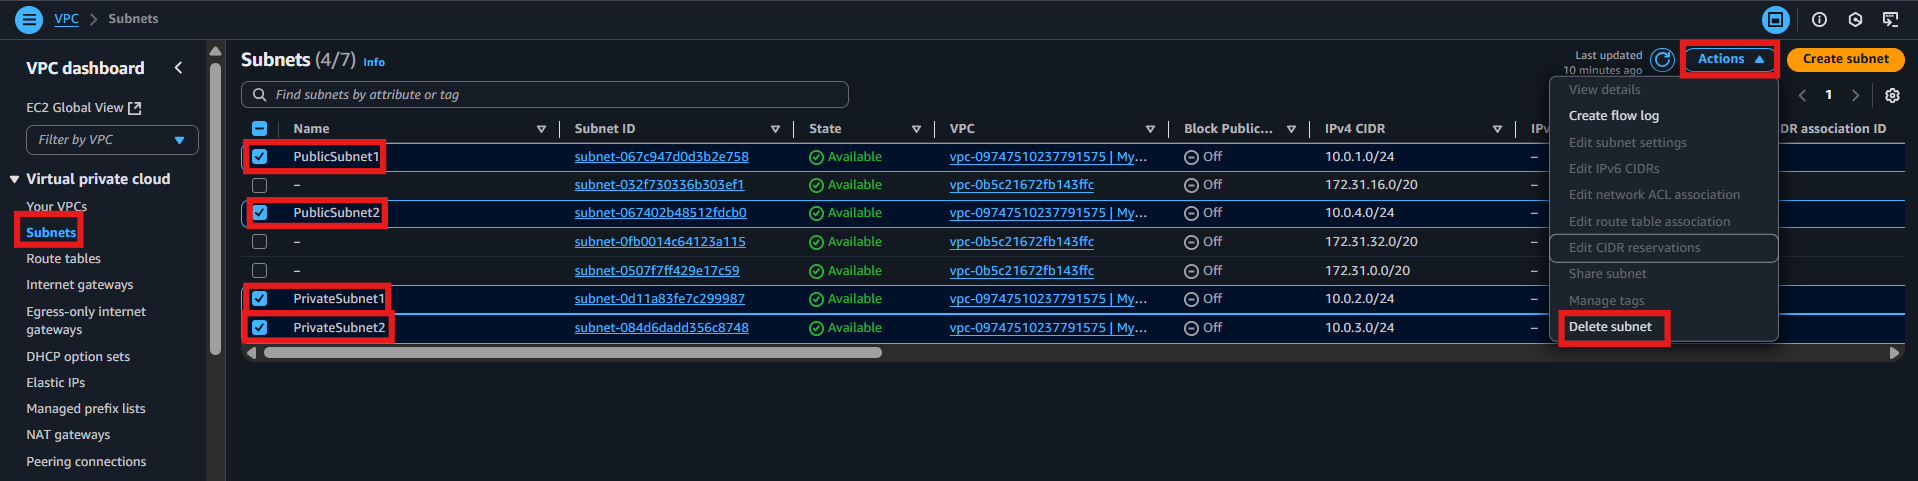 VPC > Subnets
VPC dashboard
EC2 Global View
Filter by VPC
Virtual private cloud
Your VPCs
Subnets
Route tables
Internet gateways
Egress-only internet
gateways
DHCP option sets
Elastic IPs
Managed prefix lists
NAT gateways
Peering connections
Subnets (4/7) Info
Last updated
10 minutes ago
Actions
Create subnet
Find subnets by attribute or tag
1
Name Subnet ID State VPC Block Public... IPv4 CIDR IPv DR association ID
PublicSubnet1 subnet-067c947d0d3b2e758 Available vpc-09747510237791575 | My... Off 10.0.1.0/24 –
– subnet-032f730336b303ef1 Available vpc-0b5c21672fb143ffc Off 172.31.16.0/20 –
PublicSubnet2 subnet-067402b48512fdcb0 Available vpc-09747510237791575 | My... Off 10.0.4.0/24 –
– subnet-0fb0014c64123a115 Available vpc-0b5c21672fb143ffc Off 172.31.32.0/20 –
– subnet-0507f7ff429e17c59 Available vpc-0b5c21672fb143ffc Off 172.31.0.0/20 –
PrivateSubnet1 subnet-0d11a83fe7c299987 Available vpc-09747510237791575 | My... Off 10.0.2.0/24 –
PrivateSubnet2 subnet-084d6dadd356c8748 Available vpc-09747510237791575 | My... Off 10.0.3.0/24 –
View details
Create flow log
Edit subnet settings
Edit IPv6 CIDRs
Edit network ACL association
Edit route table association
Edit CIDR reservations
Share subnet
Manage tags
Delete subnet